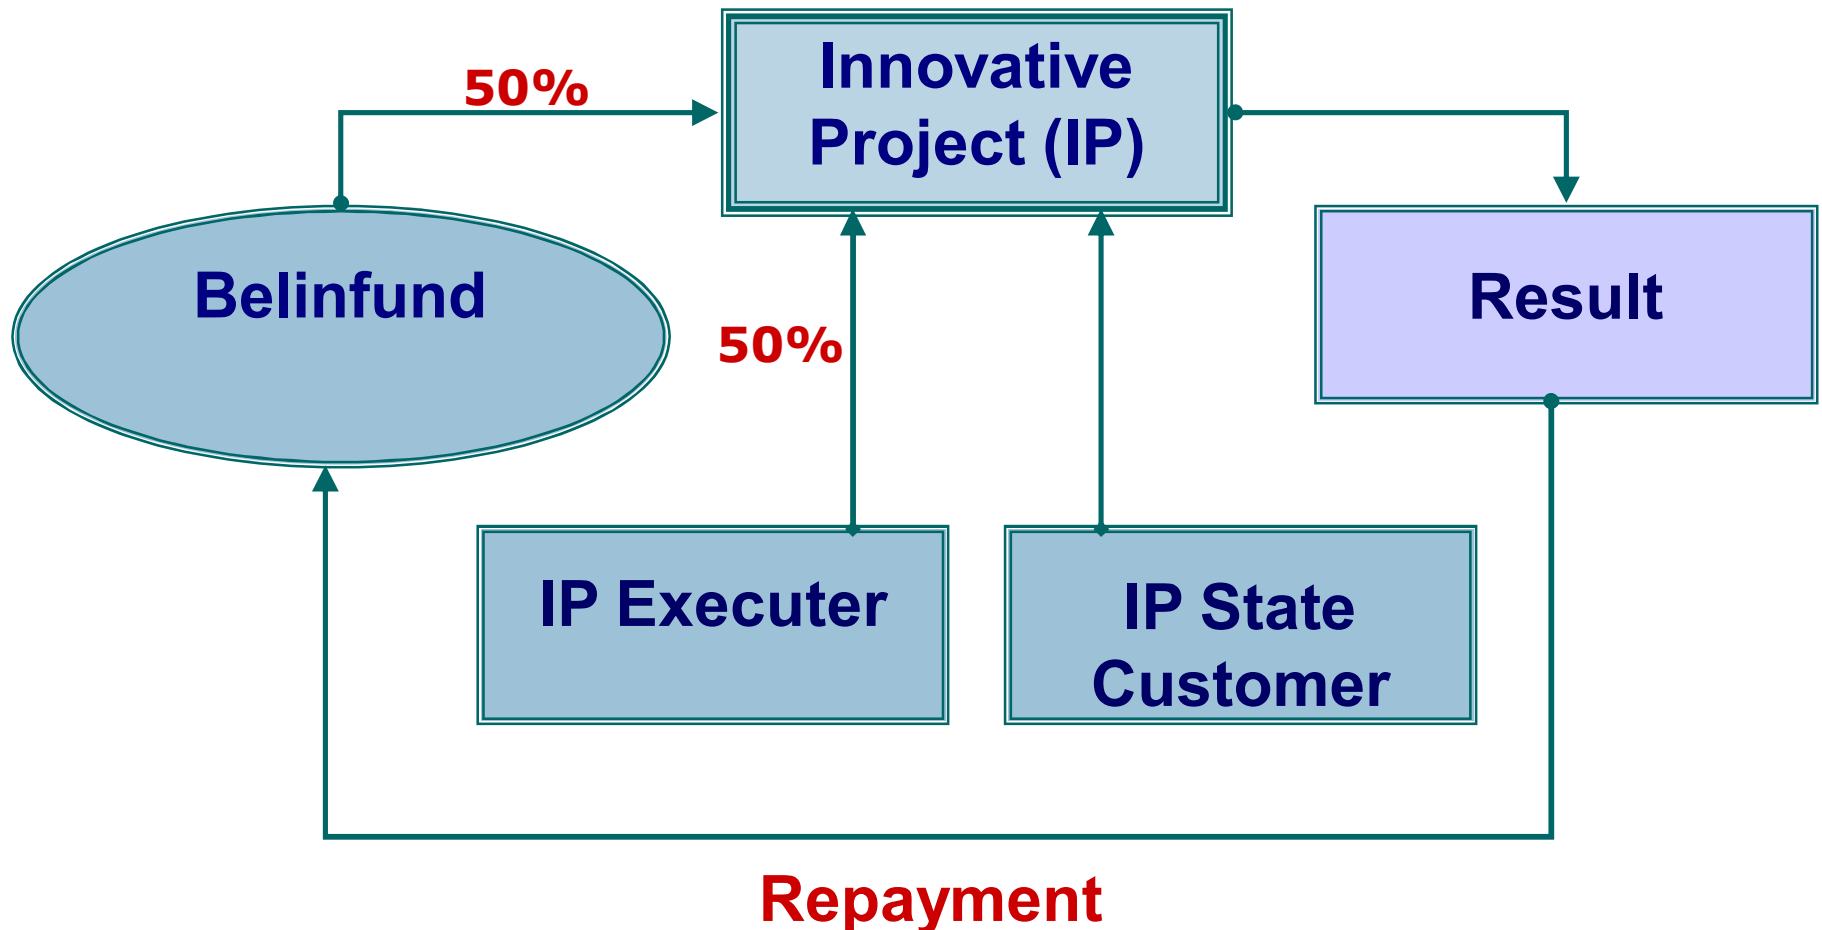 50%
Innovative
Project (IP)
Belinfund
Result
50%
IP Executer
IP State
Customer
Repayment